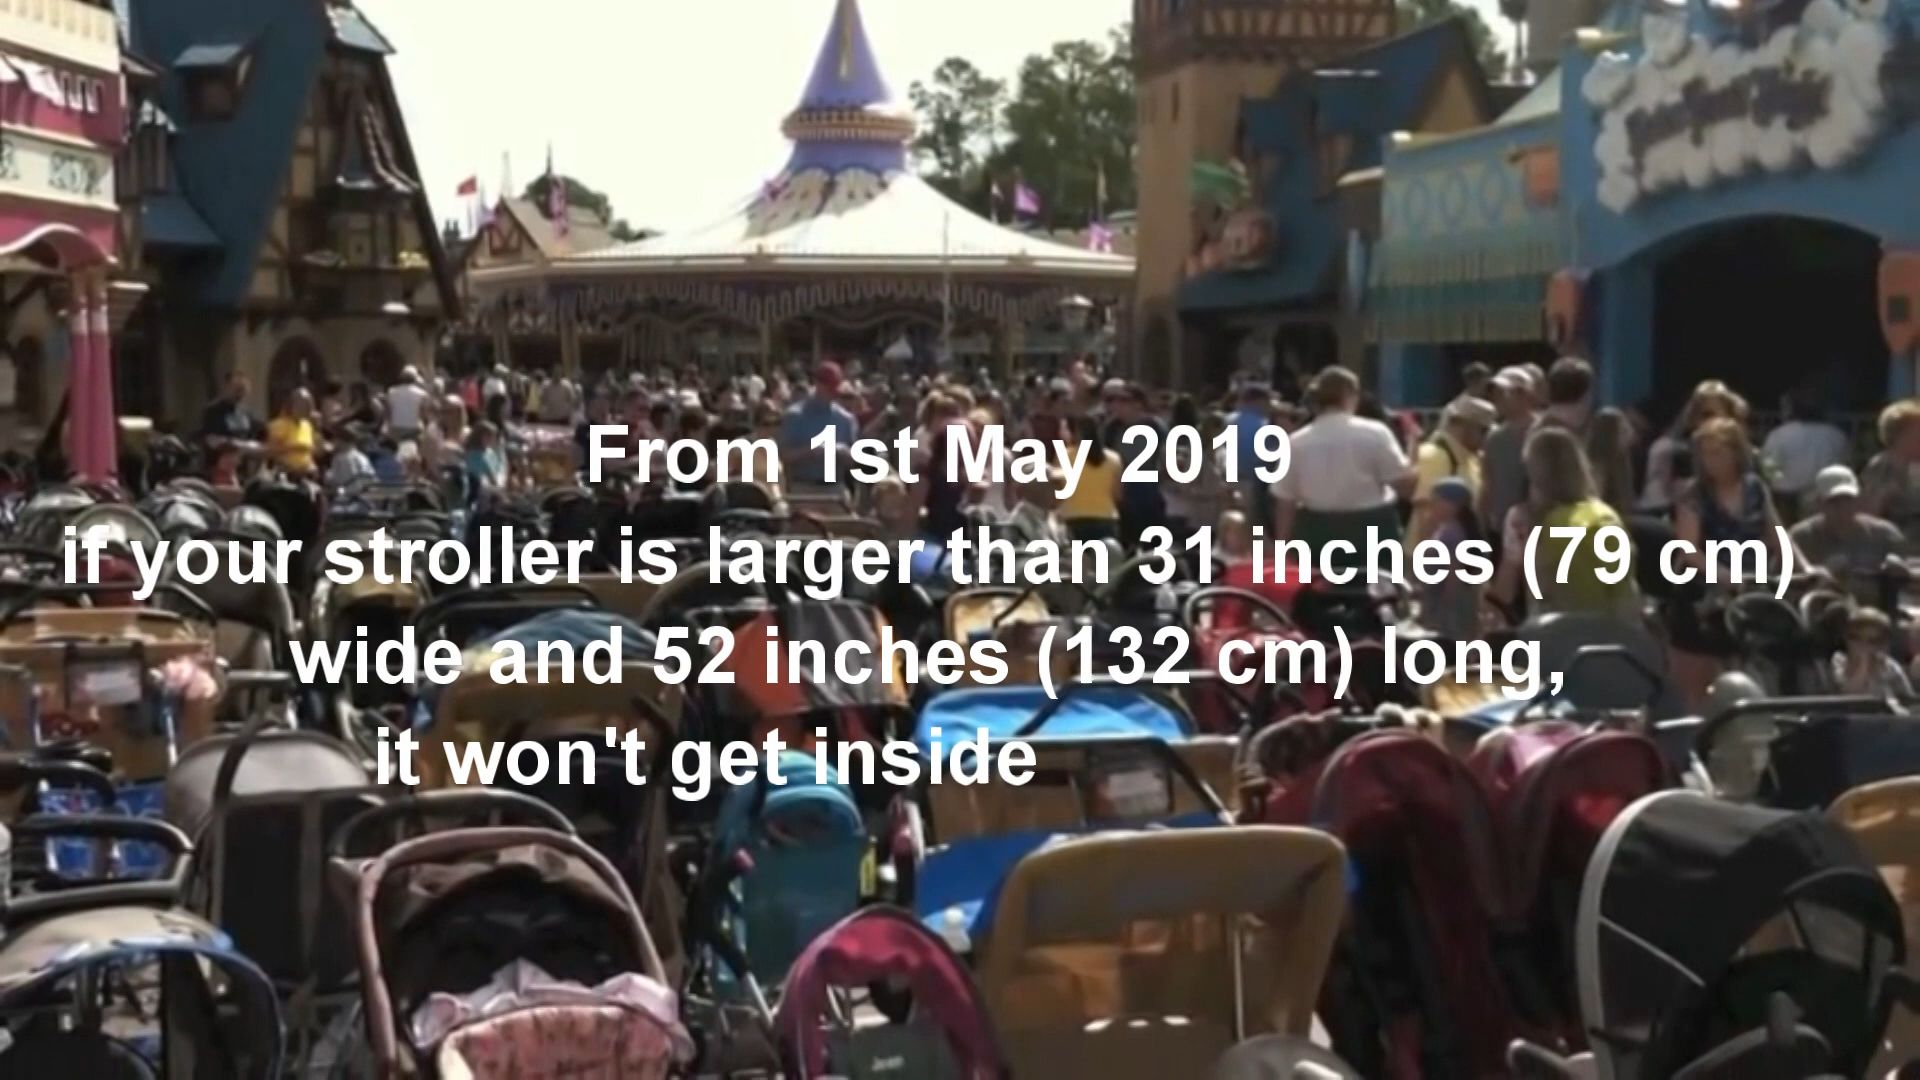 From 1st May 2019
if your stroller is larger than 31 inches (79 cm)
wide and 52 inches (132 cm) long,
it won't get inside